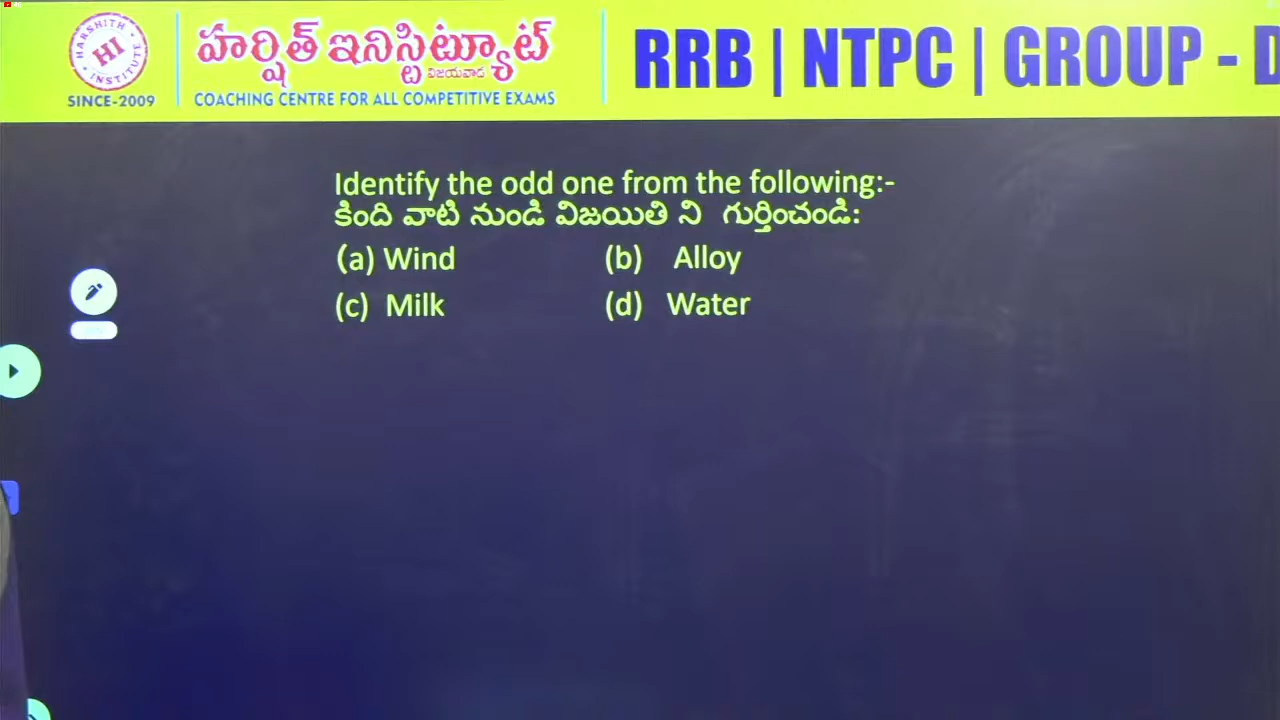 HARSHITH
HI
INSTITUTE
SINCE-2009
హర్షిత్ ఇనిస్టిట్యూట్
విజయవాడ
COACHING CENTRE FOR ALL COMPETITIVE EXAMS
RRB | NTPC | GROUP - D
Identify the odd one from the following:-
కింది వాటి నుండి విజయితి ని గుర్తించండి:
(a) Wind (b) Alloy
(c) Milk (d) Water